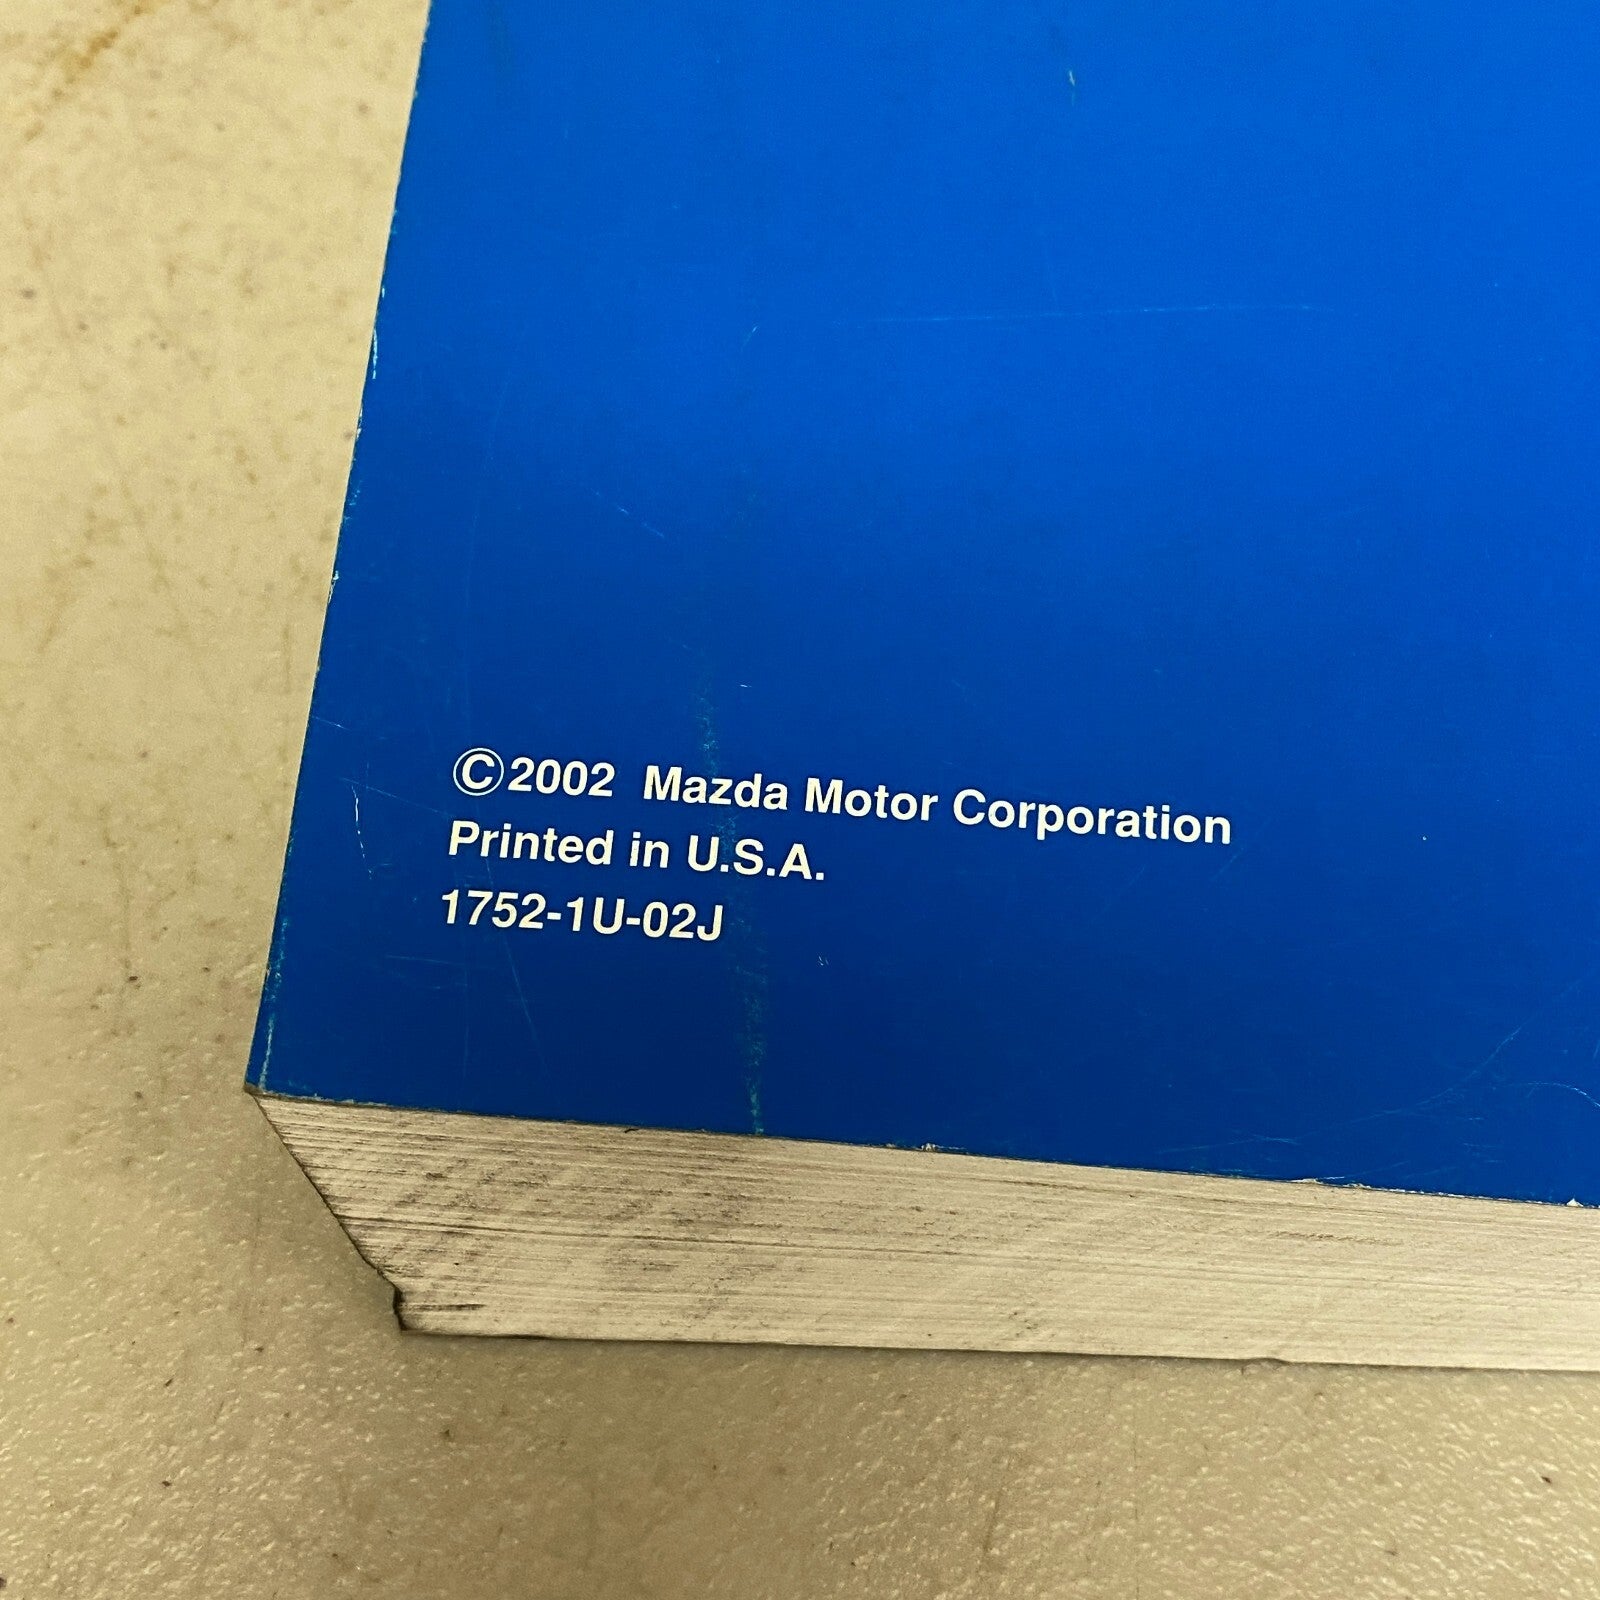 ©2002 Mazda Motor Corporation
Printed in U.S.A.
1752-1U-02J